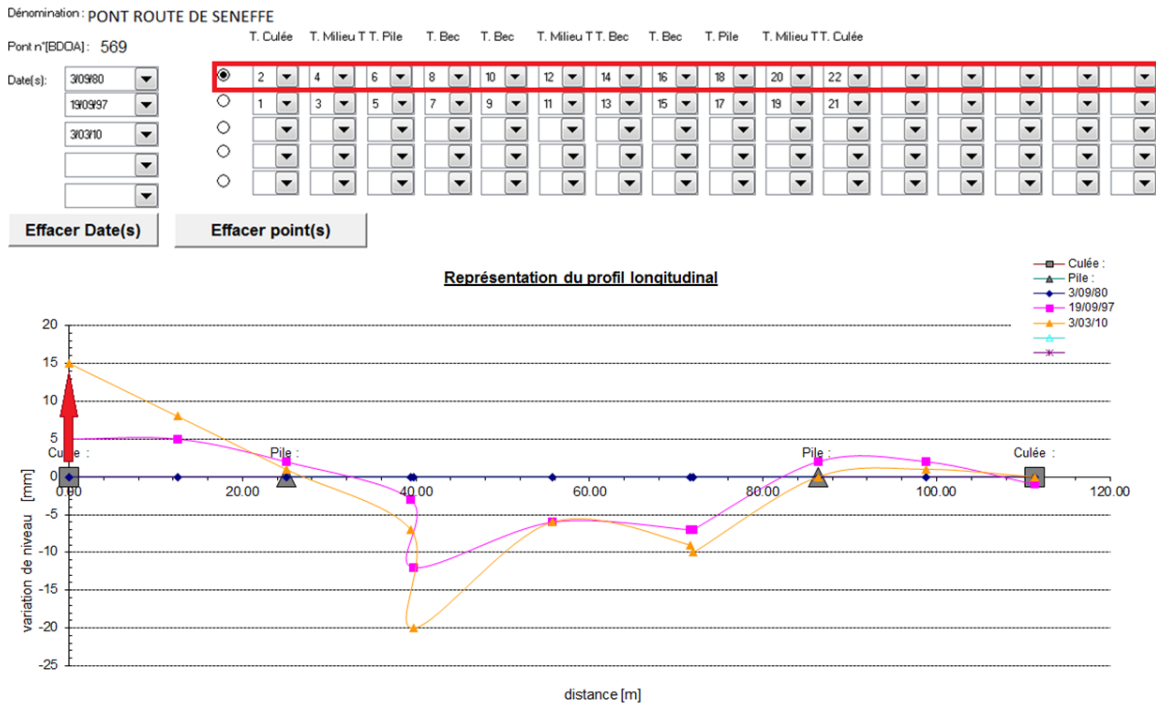 Dénomination : PONT ROUTE DE SENEFFE
T. Culée T. Milieu T T. Pile T. Bec T. Bec T. Milieu T T. Bec T. Bec T. Pile T. Milieu T T. Culée
Pont n°[BDOA] : 569
Date(s): 3/09/80 2 4 6 8 10 12 14 16 18 20 22
19/09/97 1 3 5 7 9 11 13 15 17 19 21
3/03/10
Effacer Date(s) Effacer point(s)
Représentation du profil longitudinal
Culée :
Pile :
3/09/80
19/09/97
3/03/10
20
15
10
5
Culée : Pile : Pile : Culée :
0
0.00 20.00 40.00 60.00 80.00 100.00 120.00
-5
-10
-15
-20
-25
variation de niveau [mm]
distance [m]